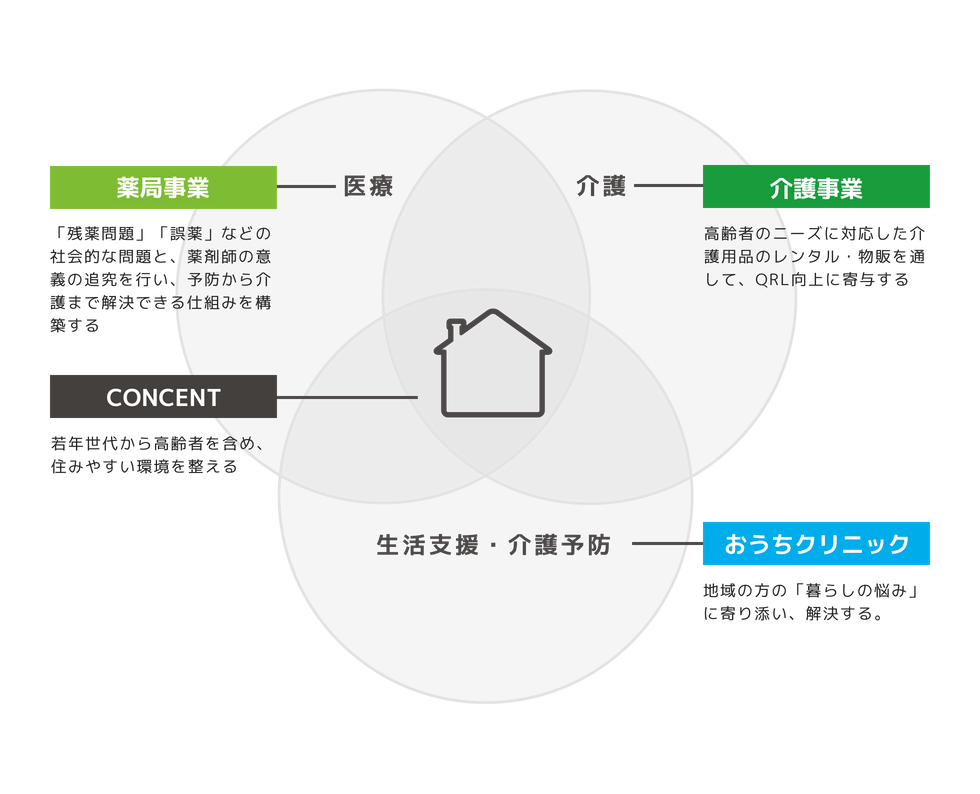 薬局事業
医療
「残薬問題」「誤薬」などの
社会的な問題と、薬剤師の意
義の追究を行い、予防から介
護まで解決できる仕組みを構
築する
介護
介護事業
高齢者のニーズに対応した介
護用品のレンタル・物販を通
して、QRL向上に寄与する
CONCENT
若年世代から高齢者を含め、
住みやすい環境を整える
生活支援・介護予防
おうちクリニック
地域の方の「暮らしの悩み」
に寄り添い、解決する。